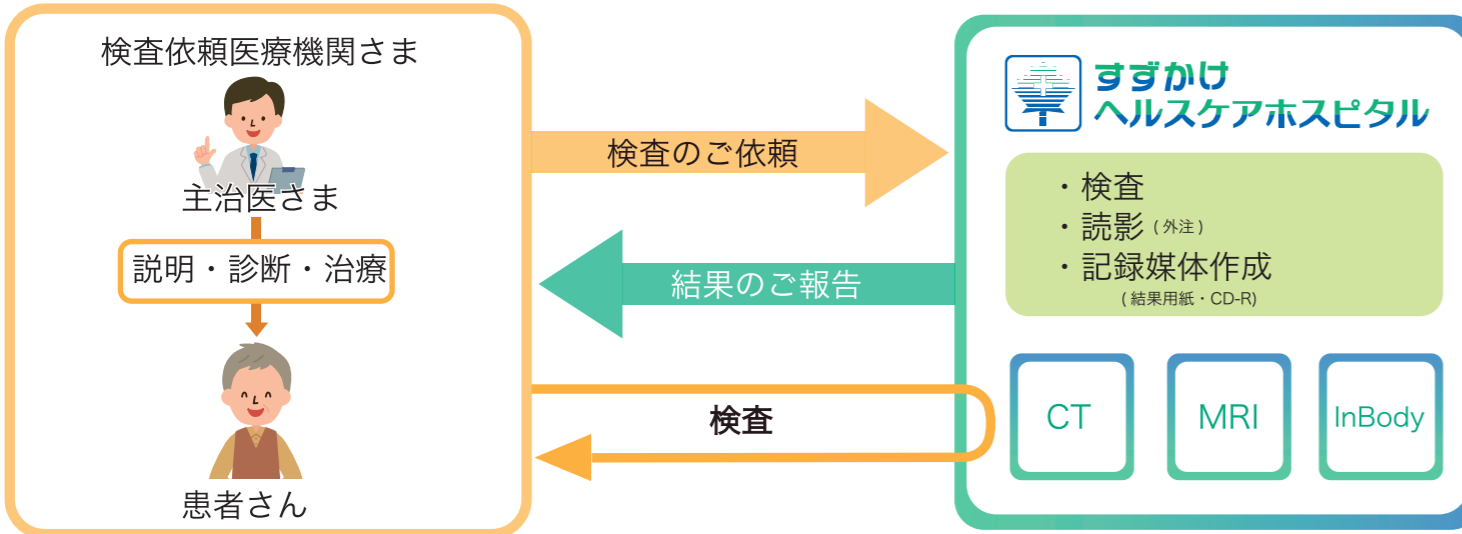 検査依頼医療機関さま
主治医さま
説明・診断・治療
患者さん
検査のご依頼
結果のご報告
検査
すずかけ
ヘルスケアホスピタル
・検査
・読影(外注)
・記録媒体作成
(結果用紙・CD-R)
CT
MRI
InBody